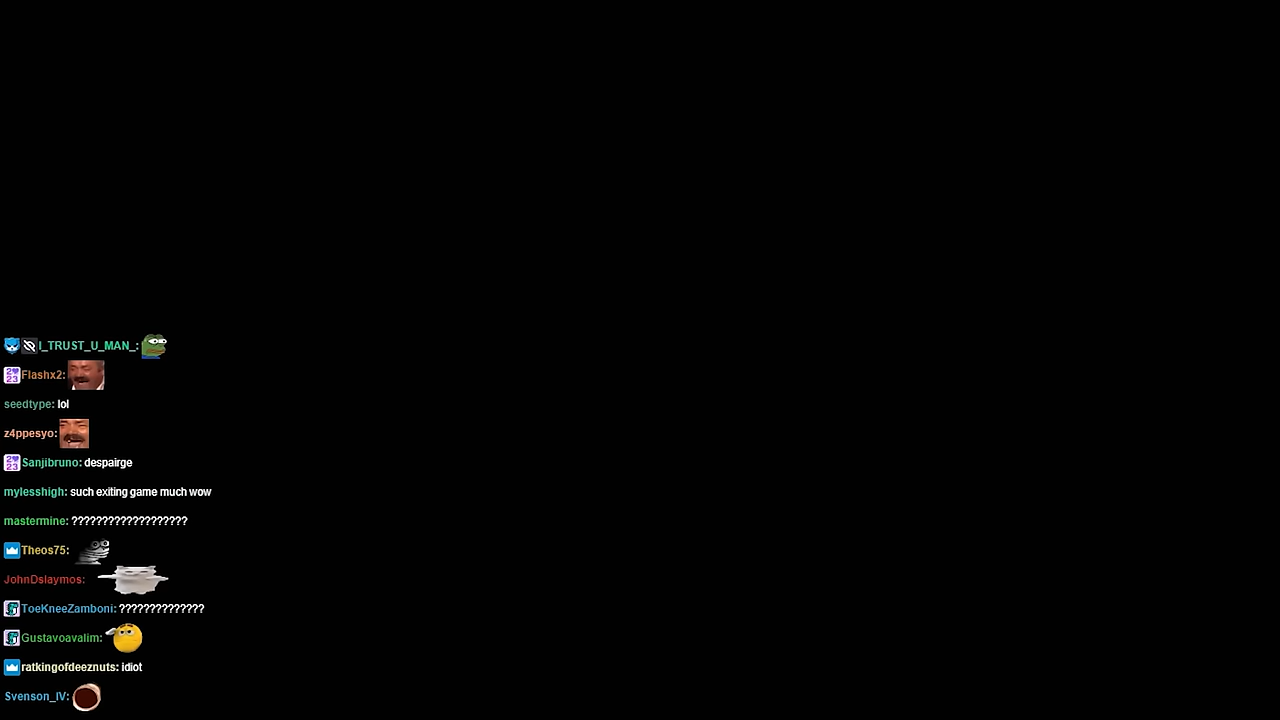 I_TRUST_U_MAN_:
Flashx2:
seedtype: lol
z4ppesyo:
Sanjibruno: despairge
mylesshigh: such exiting game much wow
mastermine: ???????????????????
Theos75:
JohnDslaymos:
ToeKneeZamboni: ??????????????
Gustavoavalim:
ratkingofdeeznuts: idiot
Svenson_IV: